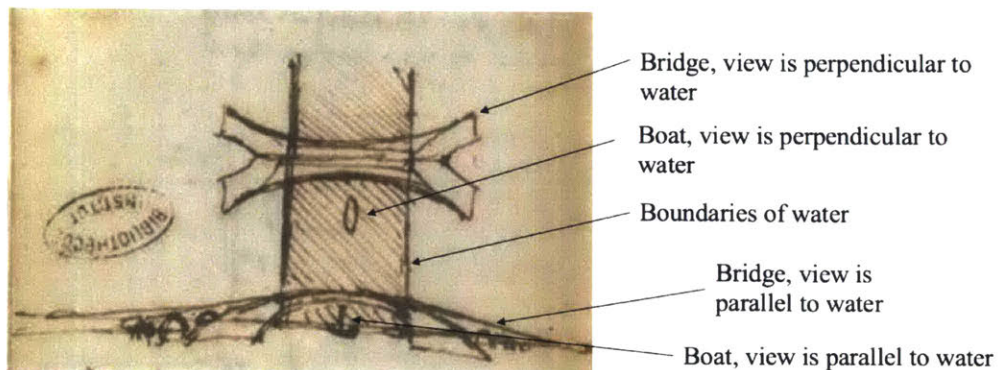 Bridge, view is perpendicular to
water
Boat, view is perpendicular to
water
Boundaries of water
Bridge, view is
parallel to water
Boat, view is parallel to water